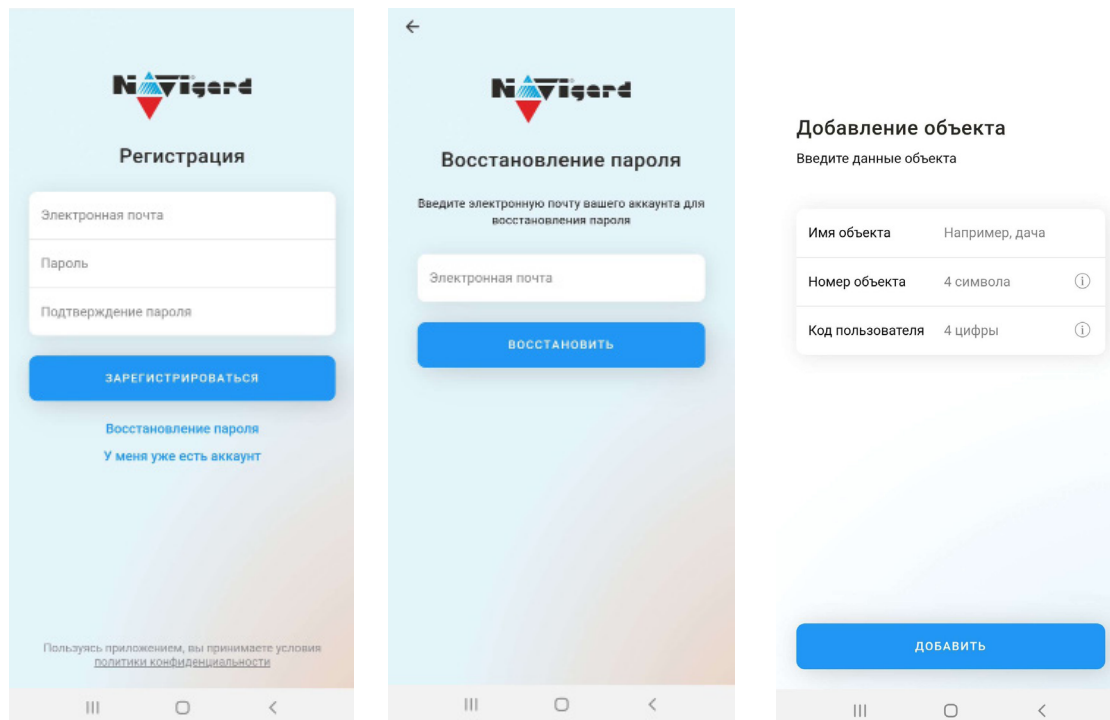 Navigard
Регистрация
Электронная почта
Пароль
Подтверждение пароля
ЗАРЕГИСТРИРОВАТЬСЯ
Восстановление пароля
У меня уже есть аккаунт
Пользуясь приложением, вы принимаете условия
политики конфиденциальности
Navigard
Восстановление пароля
Введите электронную почту вашего аккаунта для
восстановления пароля
Электронная почта
ВОССТАНОВИТЬ
Добавление объекта
Введите данные объекта
Имя объекта Например, дача
Номер объекта 4 символа
Код пользователя 4 цифры
ДОБАВИТЬ